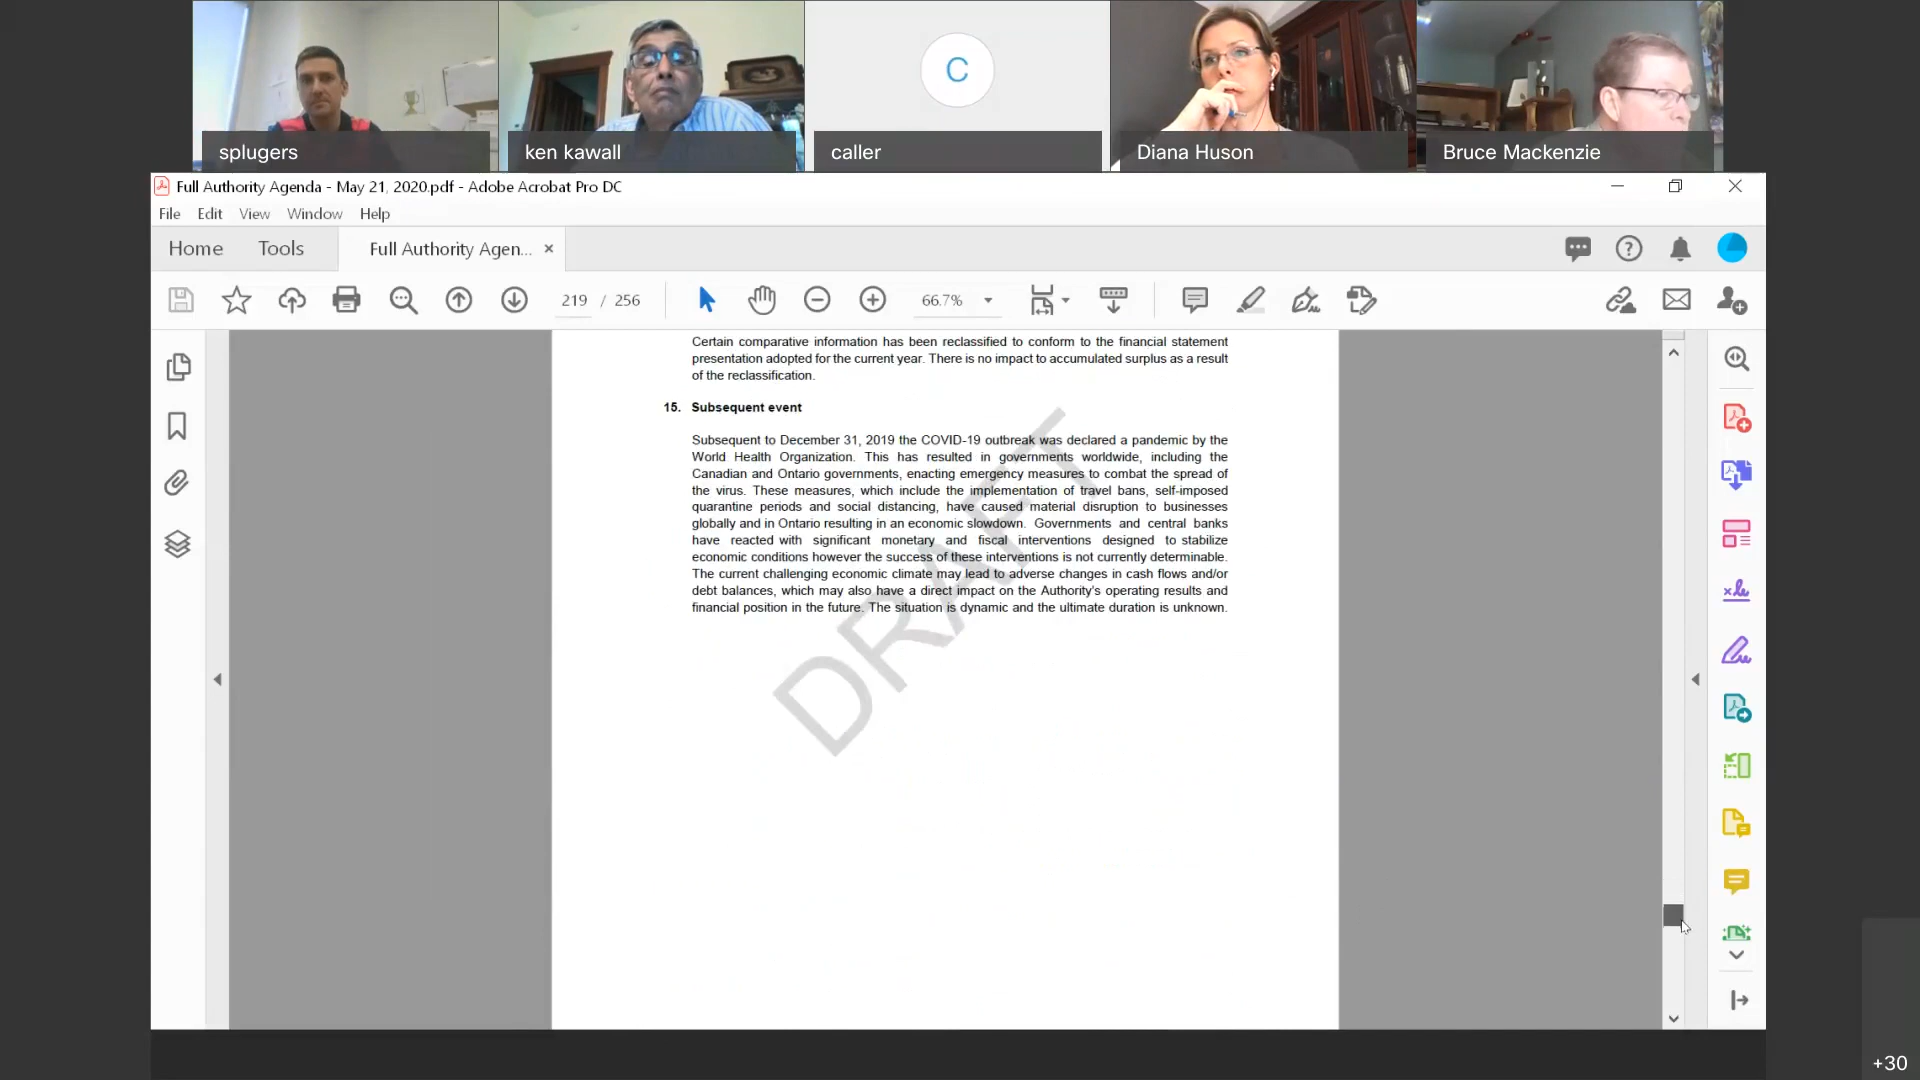 splugers
ken kawall
C
caller
Diana Huson
Bruce Mackenzie
Full Authority Agenda - May 21, 2020.pdf - Adobe Acrobat Pro DC
File Edit View Window Help
Home Tools Full Authority Agen... ×
219 / 256 66.7%
Certain comparative information has been reclassified to conform to the financial statement
presentation adopted for the current year. There is no impact to accumulated surplus as a result
of the reclassification.
15. Subsequent event
Subsequent to December 31, 2019 the COVID-19 outbreak was declared a pandemic by the
World Health Organization. This has resulted in governments worldwide, including the
Canadian and Ontario governments, enacting emergency measures to combat the spread of
the virus. These measures, which include the implementation of travel bans, self-imposed
quarantine periods and social distancing, have caused material disruption to businesses
globally and in Ontario resulting in an economic slowdown. Governments and central banks
have reacted with significant monetary and fiscal interventions designed to stabilize
economic conditions however the success of these interventions is not currently determinable.
The current challenging economic climate may lead to adverse changes in cash flows and/or
debt balances, which may also have a direct impact on the Authority's operating results and
financial position in the future. The situation is dynamic and the ultimate duration is unknown.
DRAFT
+30